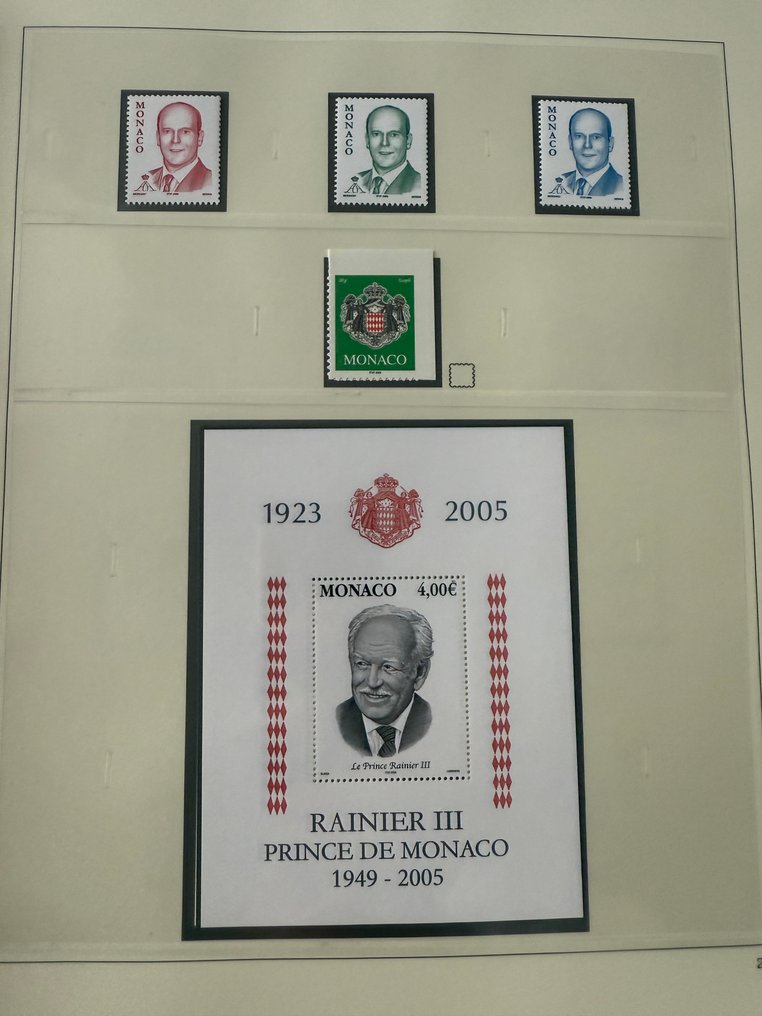 MONACO
MONACO
MONACO
MONACO
1923
2005
MONACO 4,00€
Le Prince Rainier III
RAINIER III
PRINCE DE MONACO
1949 - 2005